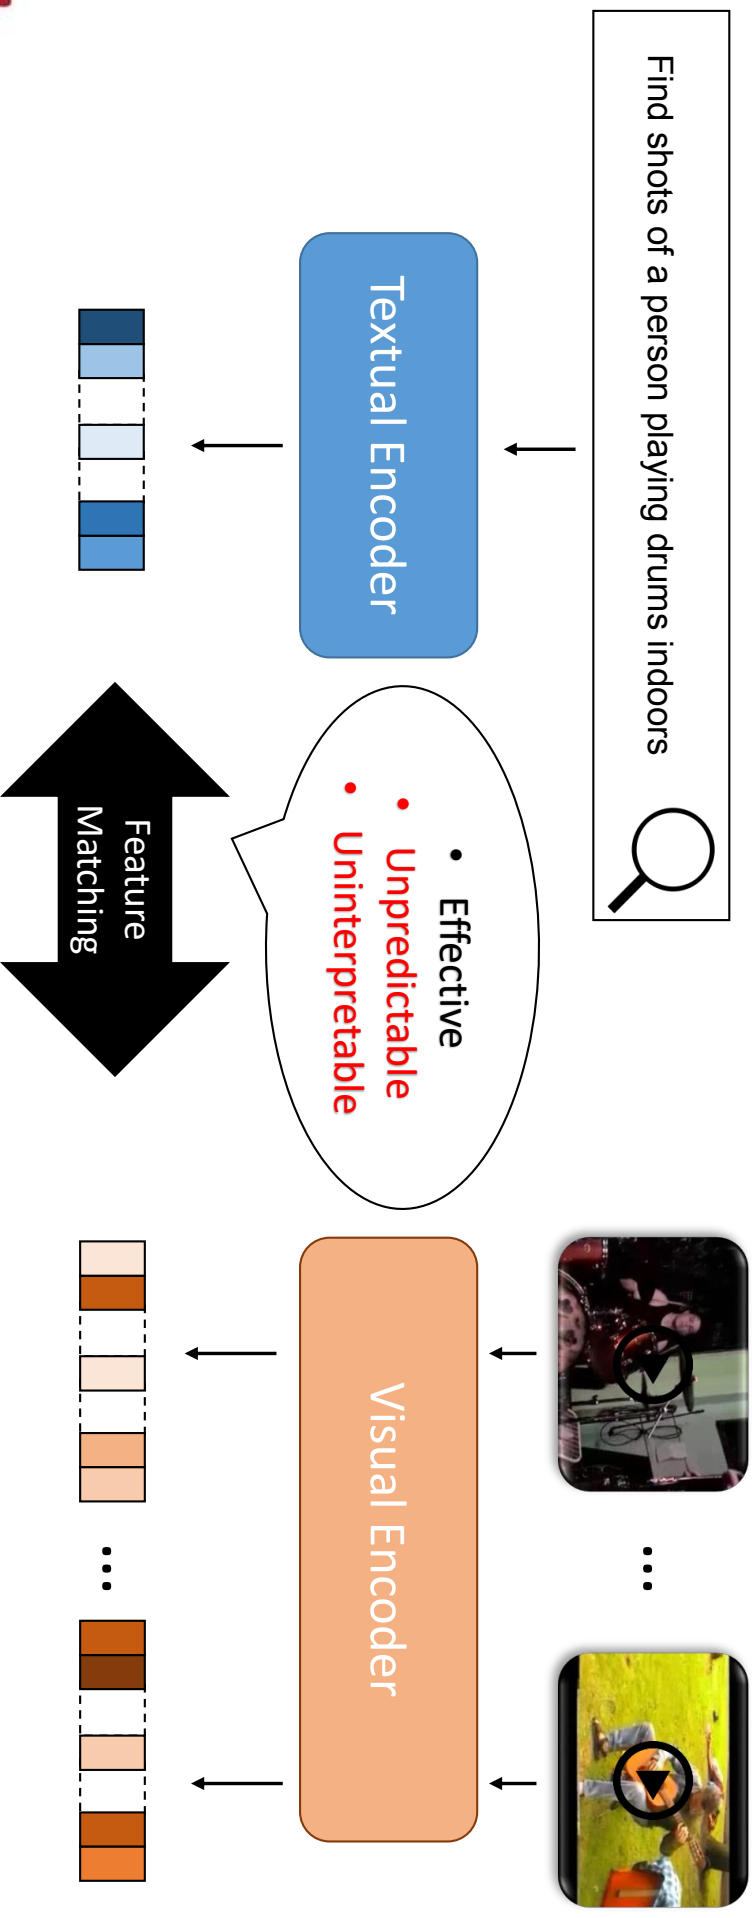 Find shots of a person playing drums indoors
Textual Encoder
• Effective
• Unpredictable
• Uninterpretable
Visual Encoder
...
Feature
Matching
...